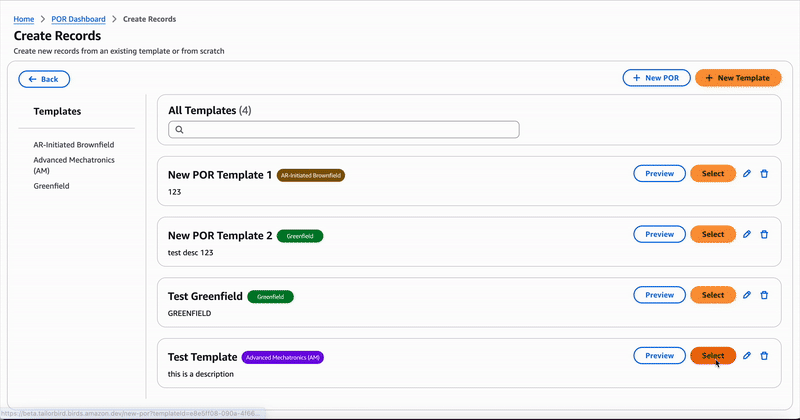 Home > POR Dashboard > Create Records
Create Records
Create new records from an existing template or from scratch
← Back
+ New POR
+ New Template
Templates
AR-Initiated Brownfield
Advanced Mechatronics
(AM)
Greenfield
All Templates (4)
New POR Template 1 AR-Initiated Brownfield
123
Preview
Select
New POR Template 2 Greenfield
test desc 123
Preview
Select
Test Greenfield Greenfield
GREENFIELD
Preview
Select
Test Template Advanced Mechatronics (AM)
this is a description
Preview
Select
https://beta.tailorbird.birds.amazon.dev/new-por?templateId=e8e5ff08-090a-4f66...